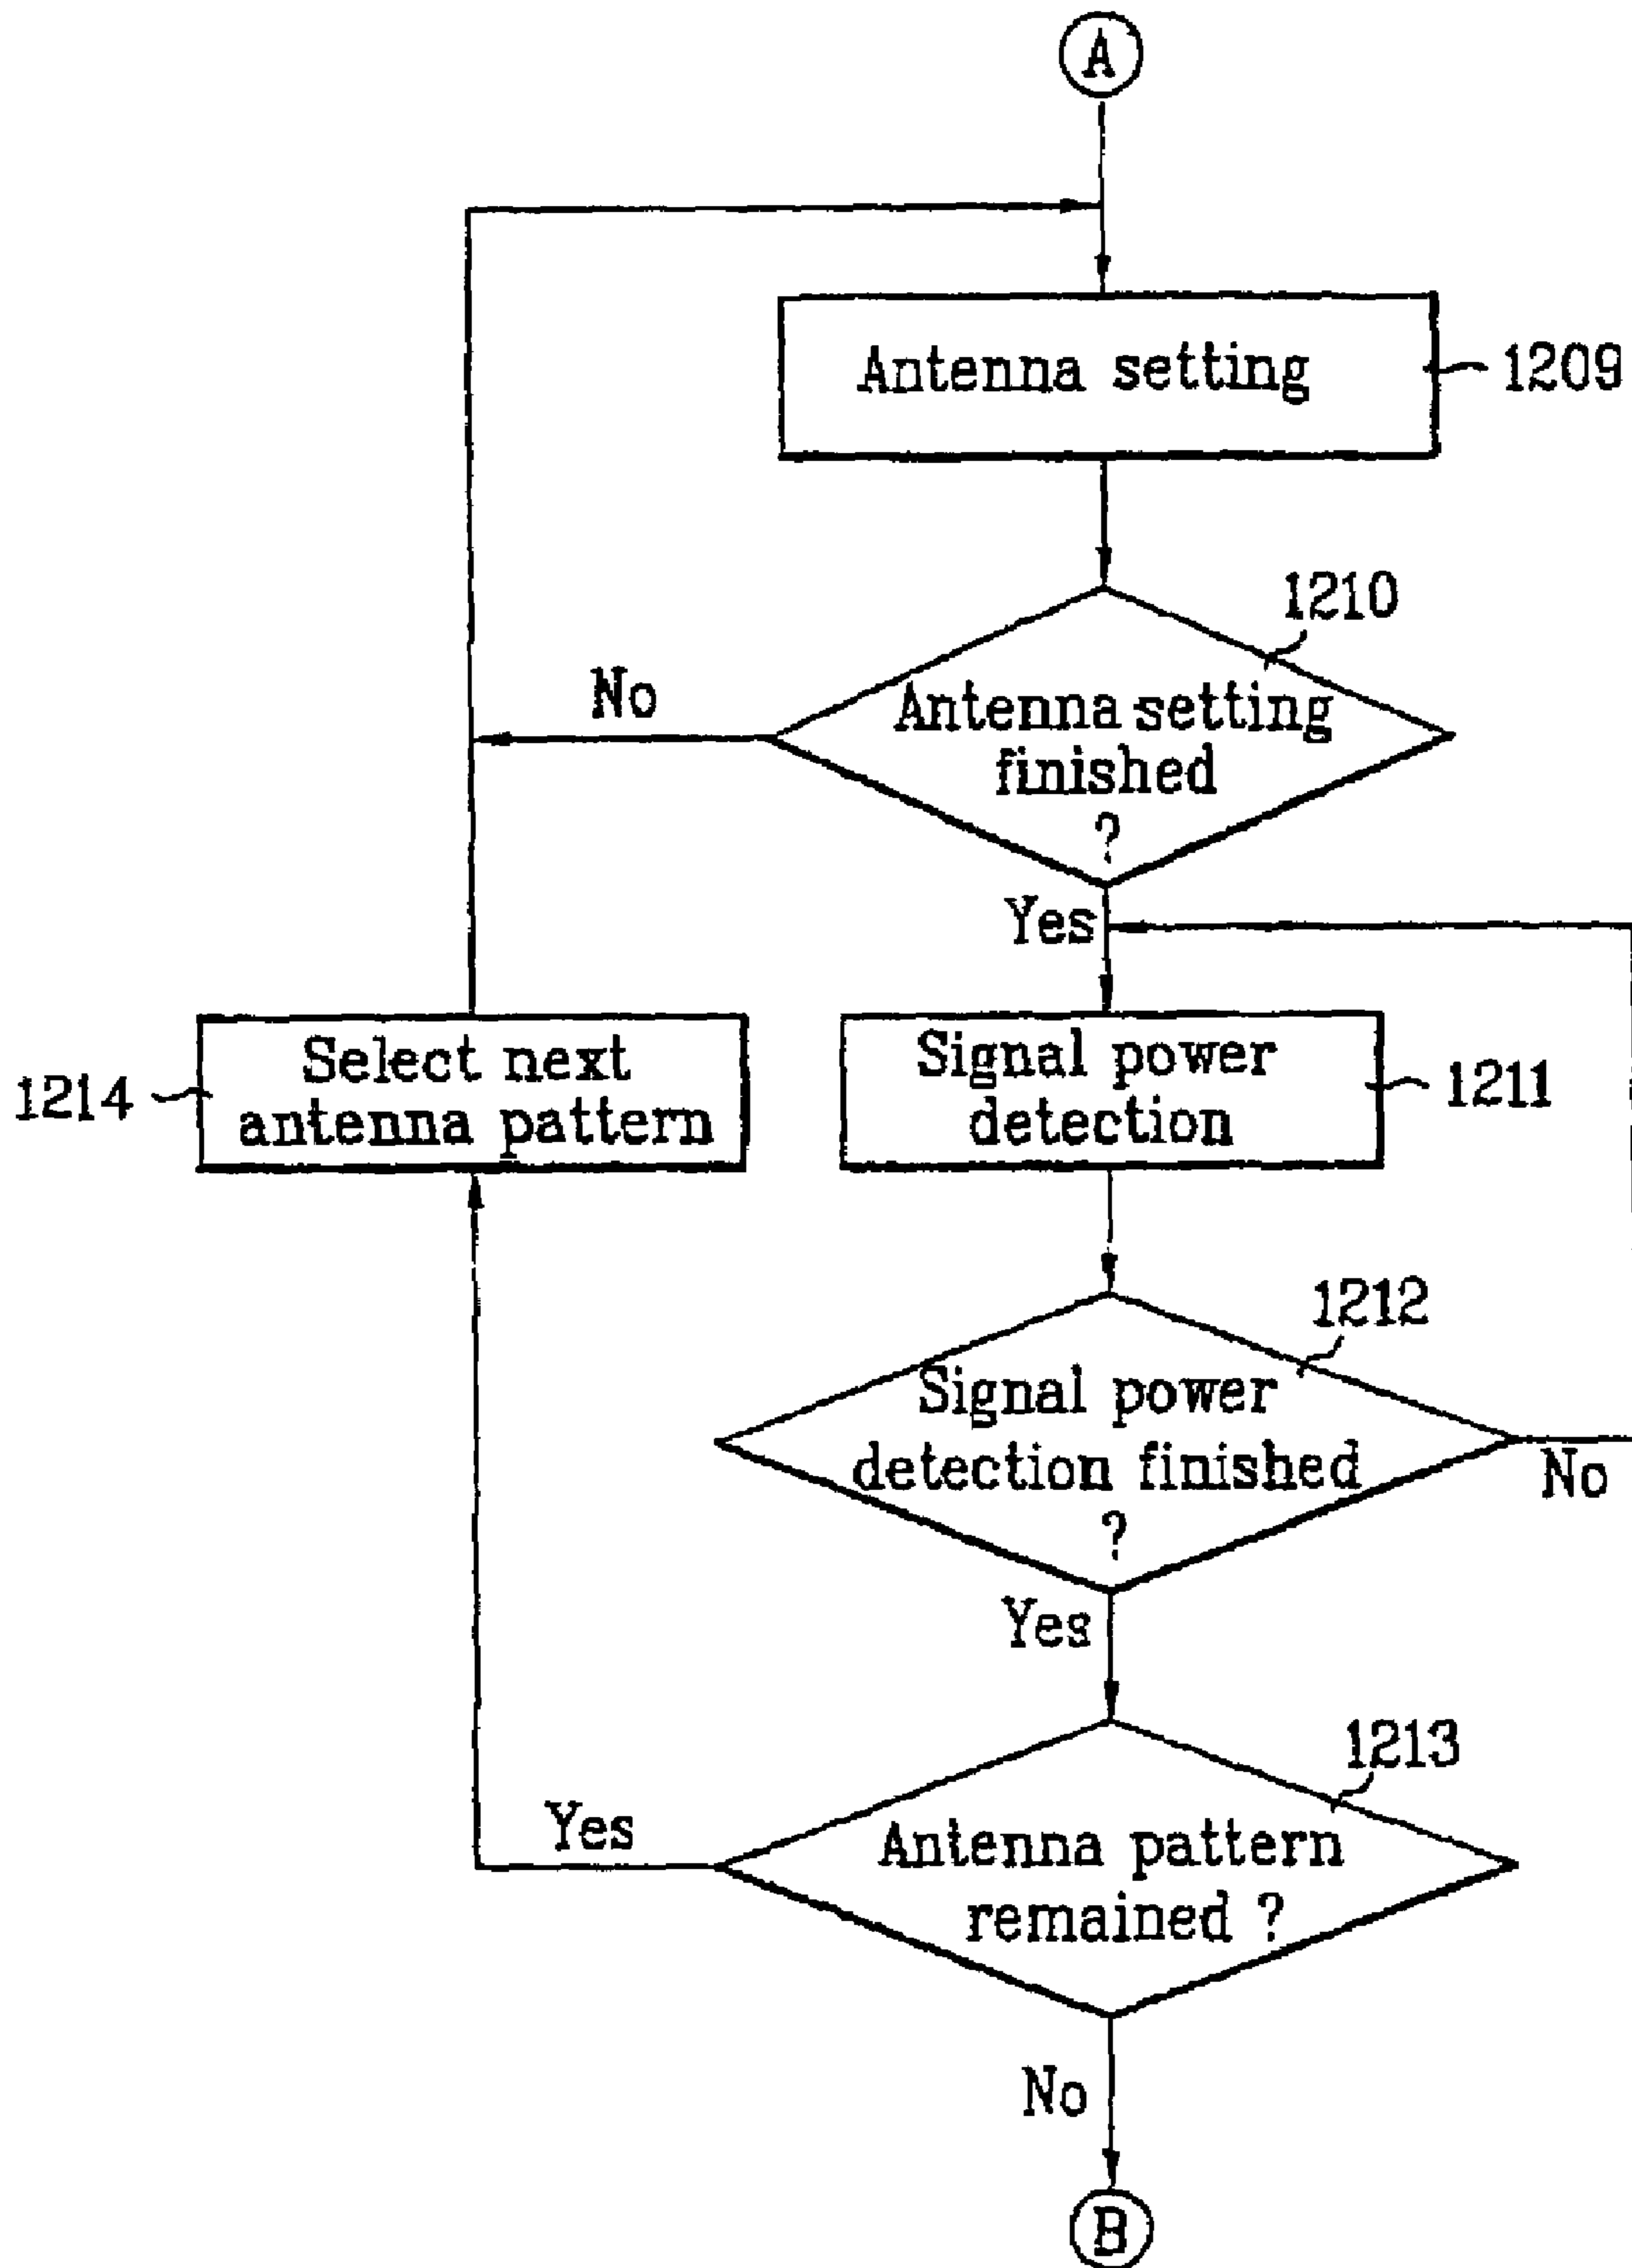 A
Antenna setting
1209
1210
No
Antenna setting
finished
?
Yes
Select next
antenna pattern
1214
Signal power
detection
1211
1212
Signal power
detection finished
?
No
Yes
1213
Yes
Antenna pattern
remained ?
No
B